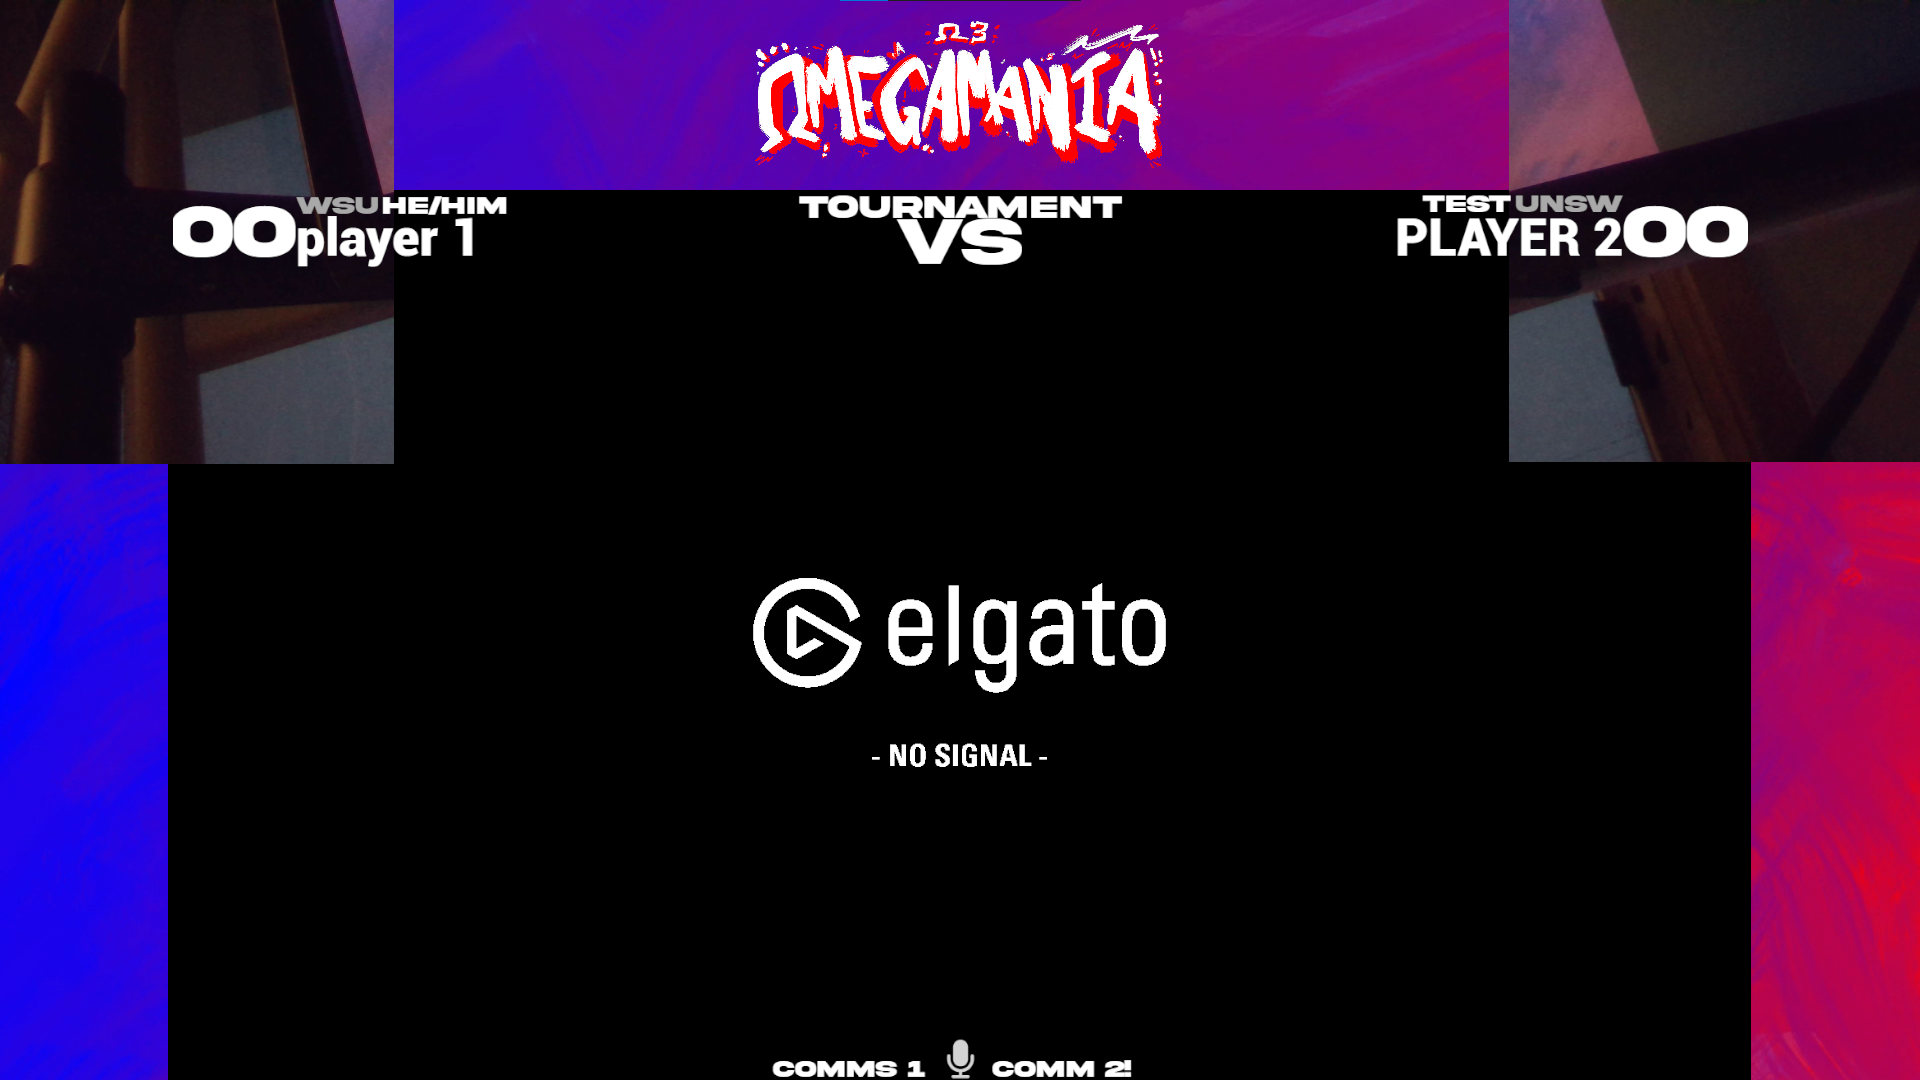 Ω3
ΩMEGAMANIA
00 WSU HE/HIM
player 1
TOURNAMENT
VS
TEST UNSW
PLAYER 2 00
elgato
- NO SIGNAL -
COMMS 1 COMM 2!